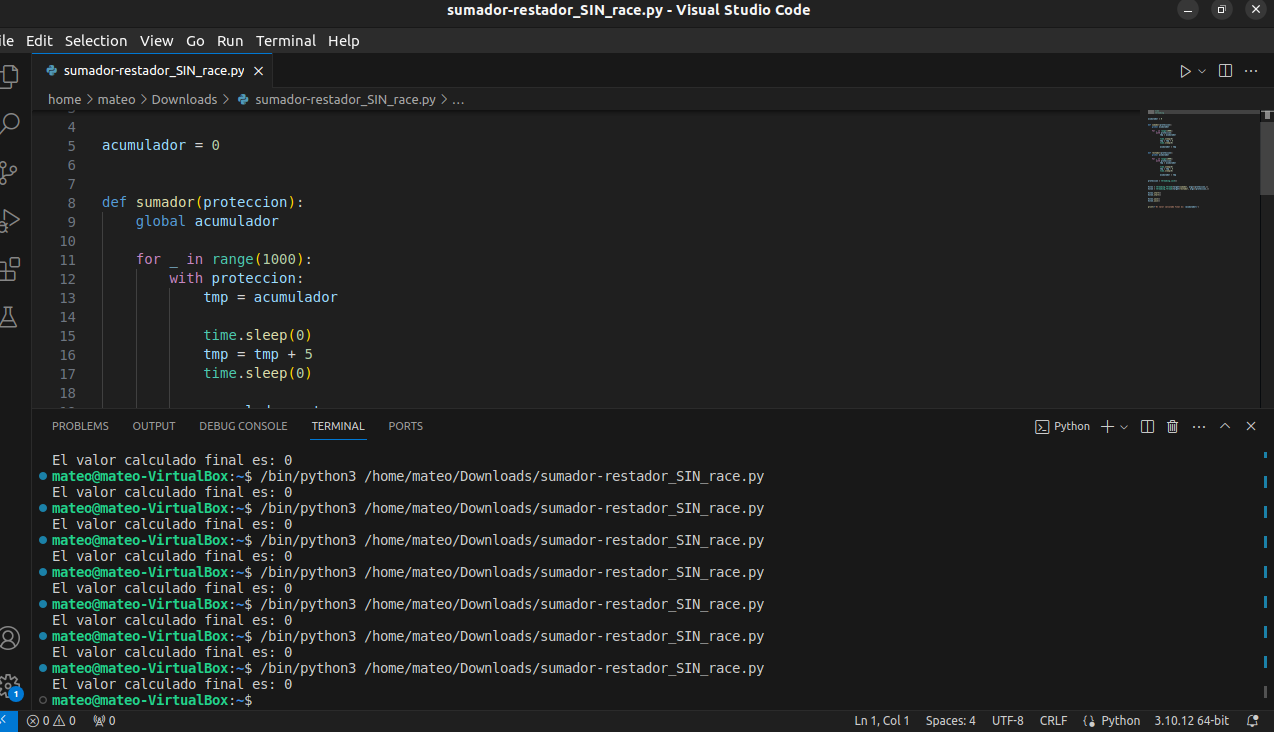 sumador-restador_SIN_race.py - Visual Studio Code
ile Edit Selection View Go Run Terminal Help
sumador-restador_SIN_race.py
home > mateo > Downloads > sumador-restador_SIN_race.py > ...
4
5 acumulador = 0
6
7
8 def sumador(proteccion):
9 global acumulador
10
11 for _ in range(1000):
12 with proteccion:
13 tmp = acumulador
14
15 time.sleep(0)
16 tmp = tmp + 5
17 time.sleep(0)
18
PROBLEMS OUTPUT DEBUG CONSOLE TERMINAL PORTS Python
El valor calculado final es: 0
mateo@mateo-VirtualBox:~$ /bin/python3 /home/mateo/Downloads/sumador-restador_SIN_race.py
El valor calculado final es: 0
mateo@mateo-VirtualBox:~$ /bin/python3 /home/mateo/Downloads/sumador-restador_SIN_race.py
El valor calculado final es: 0
mateo@mateo-VirtualBox:~$ /bin/python3 /home/mateo/Downloads/sumador-restador_SIN_race.py
El valor calculado final es: 0
mateo@mateo-VirtualBox:~$ /bin/python3 /home/mateo/Downloads/sumador-restador_SIN_race.py
El valor calculado final es: 0
mateo@mateo-VirtualBox:~$ /bin/python3 /home/mateo/Downloads/sumador-restador_SIN_race.py
El valor calculado final es: 0
mateo@mateo-VirtualBox:~$ /bin/python3 /home/mateo/Downloads/sumador-restador_SIN_race.py
El valor calculado final es: 0
mateo@mateo-VirtualBox:~$ /bin/python3 /home/mateo/Downloads/sumador-restador_SIN_race.py
El valor calculado final es: 0
mateo@mateo-VirtualBox:~$
1
0 0 0 Ln 1, Col 1 Spaces: 4 UTF-8 CRLF Python 3.10.12 64-bit